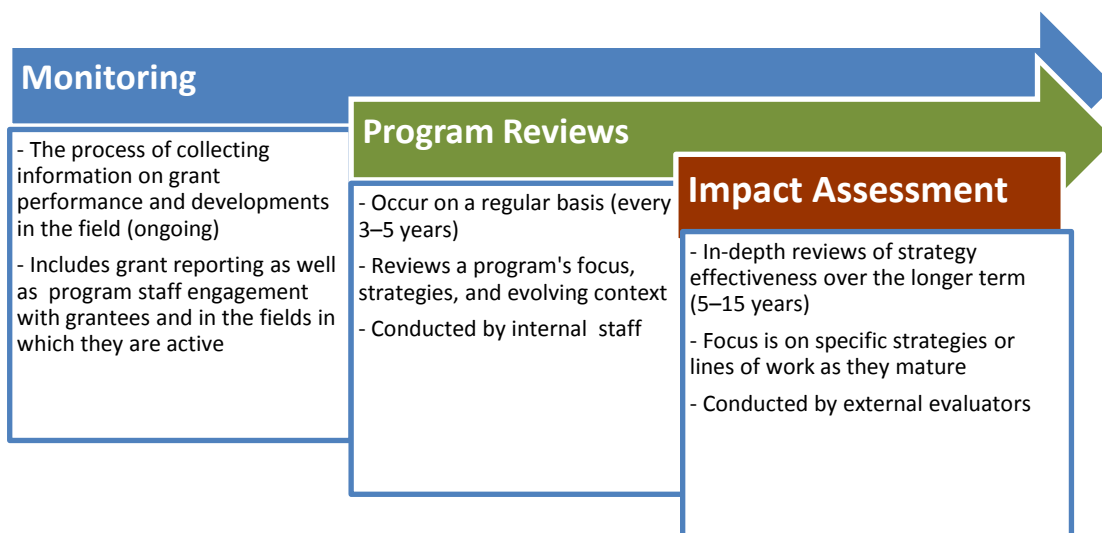 Monitoring
- The process of collecting
information on grant
performance and developments
in the field (ongoing)
- Includes grant reporting as well
as  program staff engagement
with grantees and in the fields in
which they are active
Program Reviews
- Occur on a regular basis (every
3–5 years)
- Reviews a program's focus,
strategies, and evolving context
- Conducted by internal  staff
Impact Assessment
- In-depth reviews of strategy
effectiveness over the longer term
(5–15 years)
- Focus is on specific strategies or
lines of work as they mature
- Conducted by external evaluators